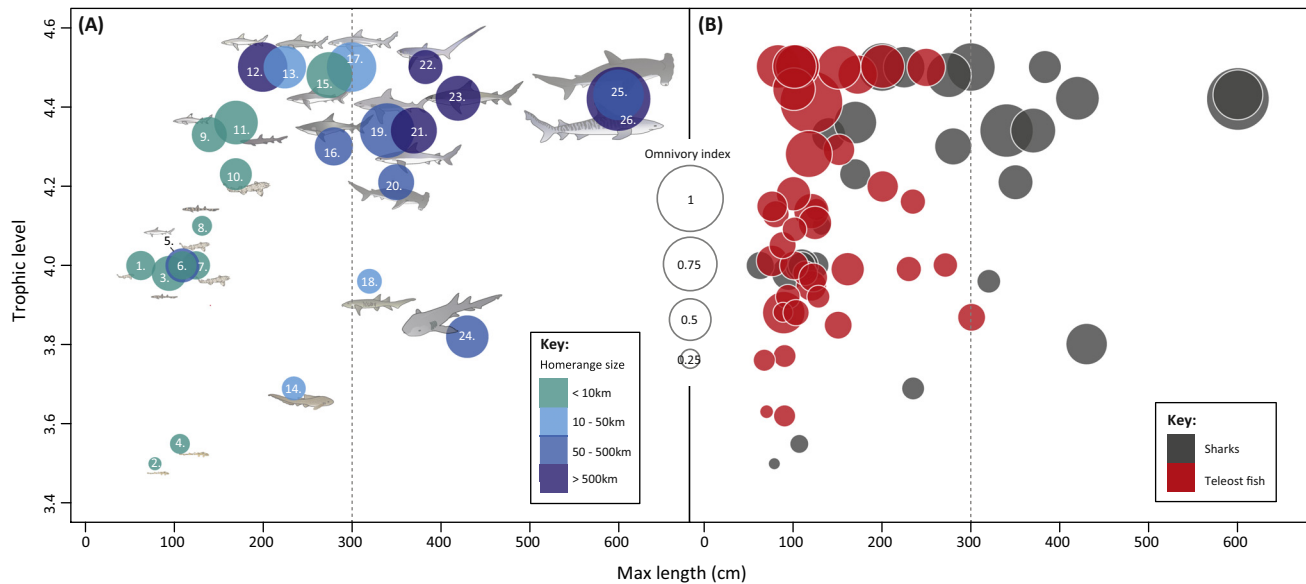 (A)
(B)
Trophic level
4.6
4.4
4.2
4.0
3.8
3.6
3.4
12.
13.
15.
17.
22.
23.
25.
26.
9.
11.
16.
19.
21.
10.
20.
8.
5.
1.
3.
6.
7.
18.
24.
14.
4.
2.
Key:
Homerange size
< 10km
10 - 50km
50 - 500km
> 500km
Omnivory index
1
0.75
0.5
0.25
Key:
Sharks
Teleost fish
0 100 200 300 400 500 600
0 100 200 300 400 500 600
Max length (cm)